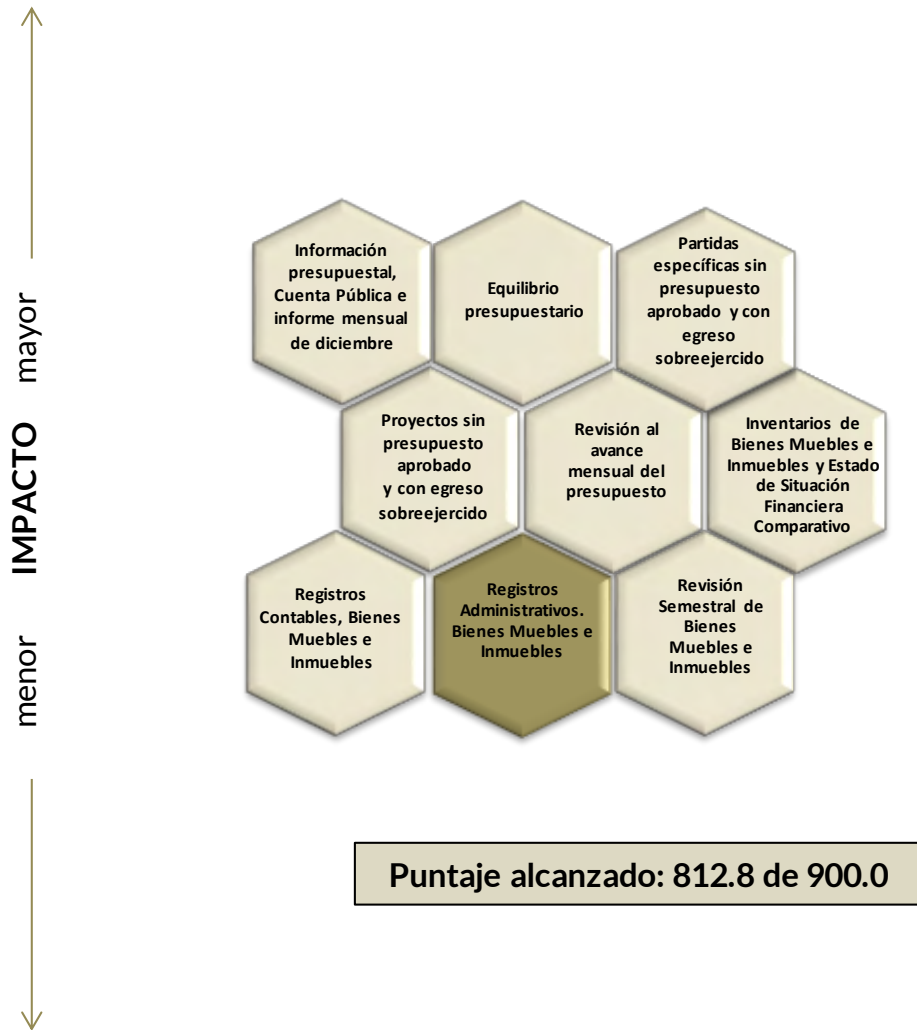 mayor
IMPACTO
menor
Información
presupuestal,
Cuenta Pública e
informe mensual
de diciembre
Equilibrio
presupuestario
Partidas
específicas sin
presupuesto
aprobado y con
egreso
sobreejercido
Proyectos sin
presupuesto
aprobado
y con egreso
sobreejercido
Revisión al
avance
mensual del
presupuesto
Inventarios de
Bienes Muebles e
Inmuebles y Estado
de Situación
Financiera
Comparativo
Registros
Contables, Bienes
Muebles e
Inmuebles
Registros
Administrativos.
Bienes Muebles e
Inmuebles
Revisión
Semestral de
Bienes
Muebles e
Inmuebles
Puntaje alcanzado: 812.8 de 900.0